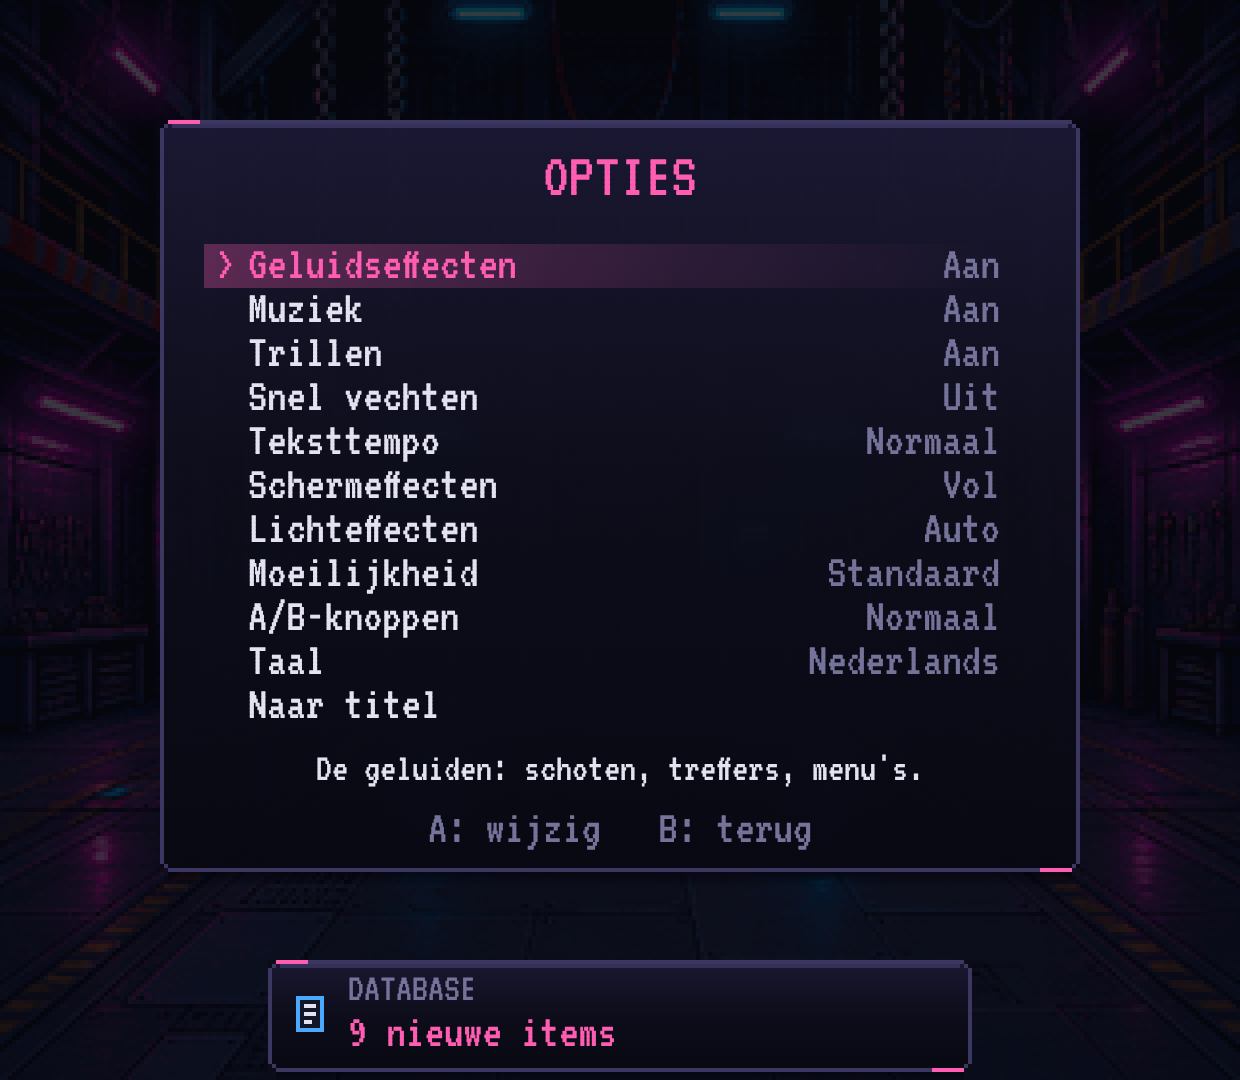 OPTIES
> Geluidseffecten Aan
Muziek Aan
Trillen Aan
Snel vechten Uit
Teksttempo Normaal
Schermeffecten Vol
Lichteffecten Auto
Moeilijkheid Standaard
A/B-knoppen Normaal
Taal Nederlands
Naar titel
De geluiden: schoten, treffers, menu's.
A: wijzig B: terug
DATABASE
9 nieuwe items